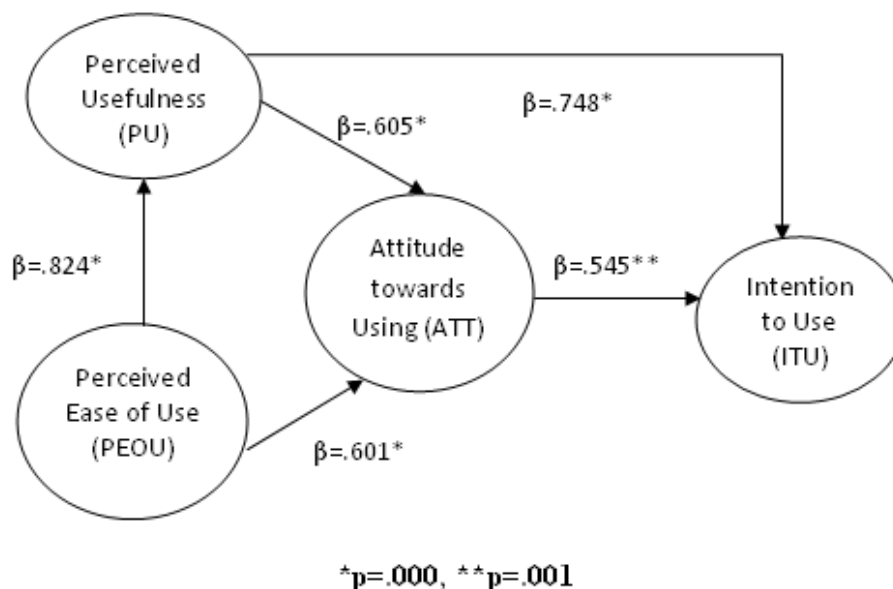 Perceived
Usefulness
(PU)
β=.605*
β=.748*
β=.824*
Attitude
towards
Using (ATT)
β=.545**
Intention
to Use
(ITU)
Perceived
Ease of Use
(PEOU)
β=.601*
*p=.000, **p=.001